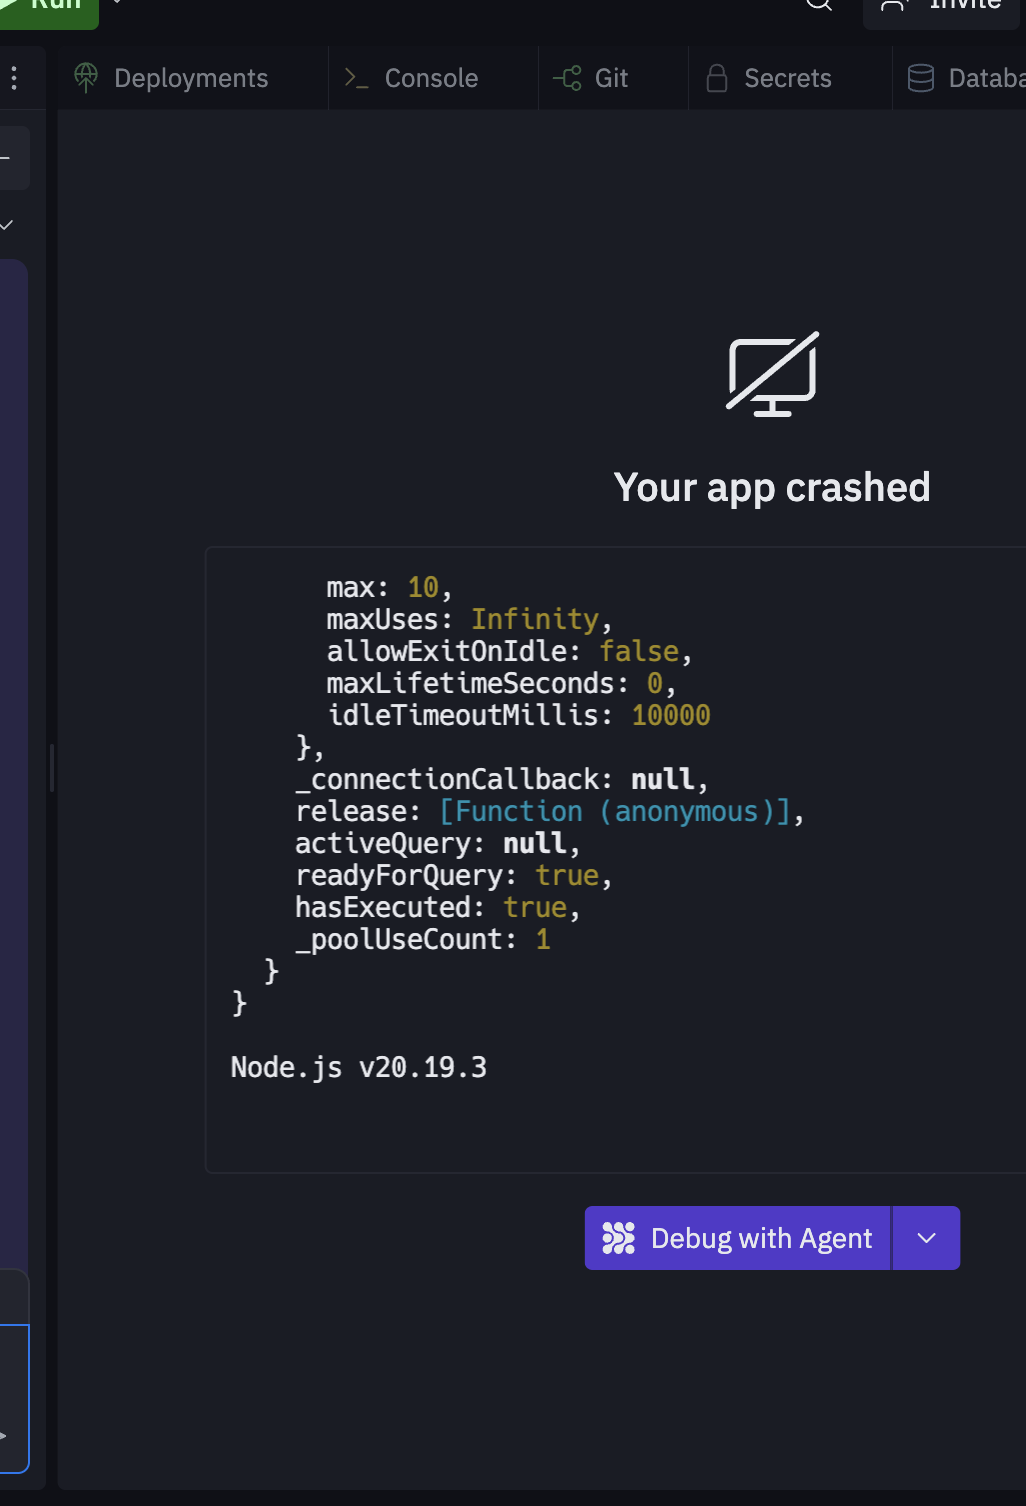 Run
Invite
Deployments
Console
Git
Secrets
Databa
Your app crashed
max: 10,
maxUses: Infinity,
allowExitOnIdle: false,
maxLifetimeSeconds: 0,
idleTimeoutMillis: 10000
},
_connectionCallback: null,
release: [Function (anonymous)],
activeQuery: null,
readyForQuery: true,
hasExecuted: true,
_poolUseCount: 1
}
}
Node.js v20.19.3
Debug with Agent